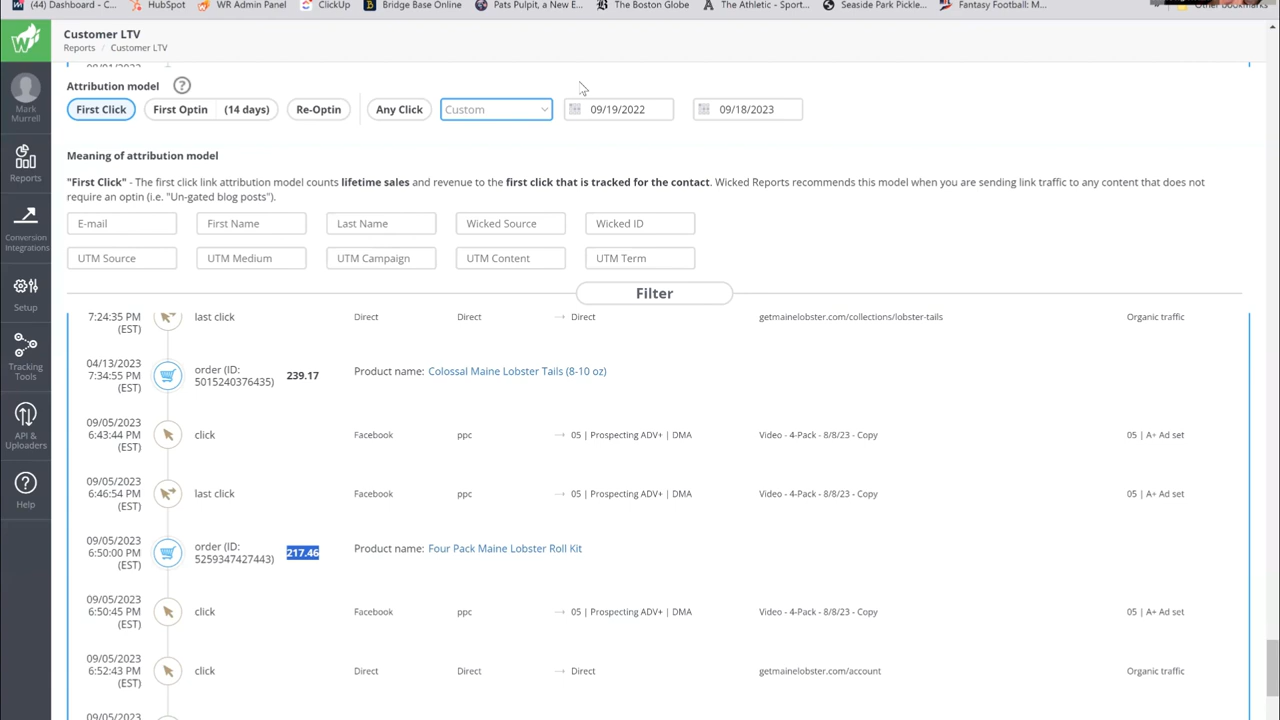 (44) Dashboard - C... HubSpot WR Admin Panel ClickUp Bridge Base Online Pats Pulpit, a New E... The Boston Globe The Athletic - Sport... Seaside Park Pickle... Fantasy Football: M... Other bookmarks
Customer LTV
Reports / Customer LTV
Mark
Murrell
Reports
Conversion
Integrations
Setup
Tracking
Tools
API &
Uploaders
Help
08/01/2023
Attribution model ?
First Click First Optin (14 days) Re-Optin Any Click Custom 09/19/2022 09/18/2023
Meaning of attribution model
"First Click" - The first click link attribution model counts lifetime sales and revenue to the first click that is tracked for the contact. Wicked Reports recommends this model when you are sending link traffic to any content that does not
require an optin (i.e. "Un-gated blog posts").
E-mail First Name Last Name Wicked Source Wicked ID
UTM Source UTM Medium UTM Campaign UTM Content UTM Term
Filter
7:24:35 PM last click Direct Direct → Direct getmainelobster.com/collections/lobster-tails Organic traffic
(EST)
04/13/2023
7:34:55 PM order (ID: 239.17 Product name: Colossal Maine Lobster Tails (8-10 oz)
(EST) 5015240376435)
09/05/2023
6:43:44 PM click Facebook ppc → 05 | Prospecting ADV+ | DMA Video - 4-Pack - 8/8/23 - Copy 05 | A+ Ad set
(EST)
09/05/2023
6:46:54 PM last click Facebook ppc → 05 | Prospecting ADV+ | DMA Video - 4-Pack - 8/8/23 - Copy 05 | A+ Ad set
(EST)
09/05/2023
6:50:00 PM order (ID: 217.46 Product name: Four Pack Maine Lobster Roll Kit
(EST) 5259347427443)
09/05/2023
6:50:45 PM click Facebook ppc → 05 | Prospecting ADV+ | DMA Video - 4-Pack - 8/8/23 - Copy 05 | A+ Ad set
(EST)
09/05/2023
6:52:43 PM click Direct Direct → Direct getmainelobster.com/account Organic traffic
(EST)
09/05/2023